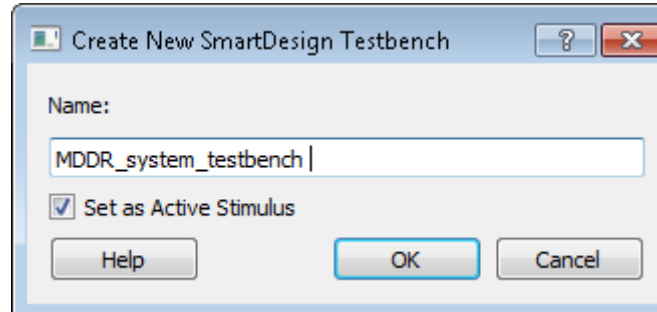 Create New SmartDesign Testbench
Name:
MDDR_system_testbench
Set as Active Stimulus
Help OK Cancel